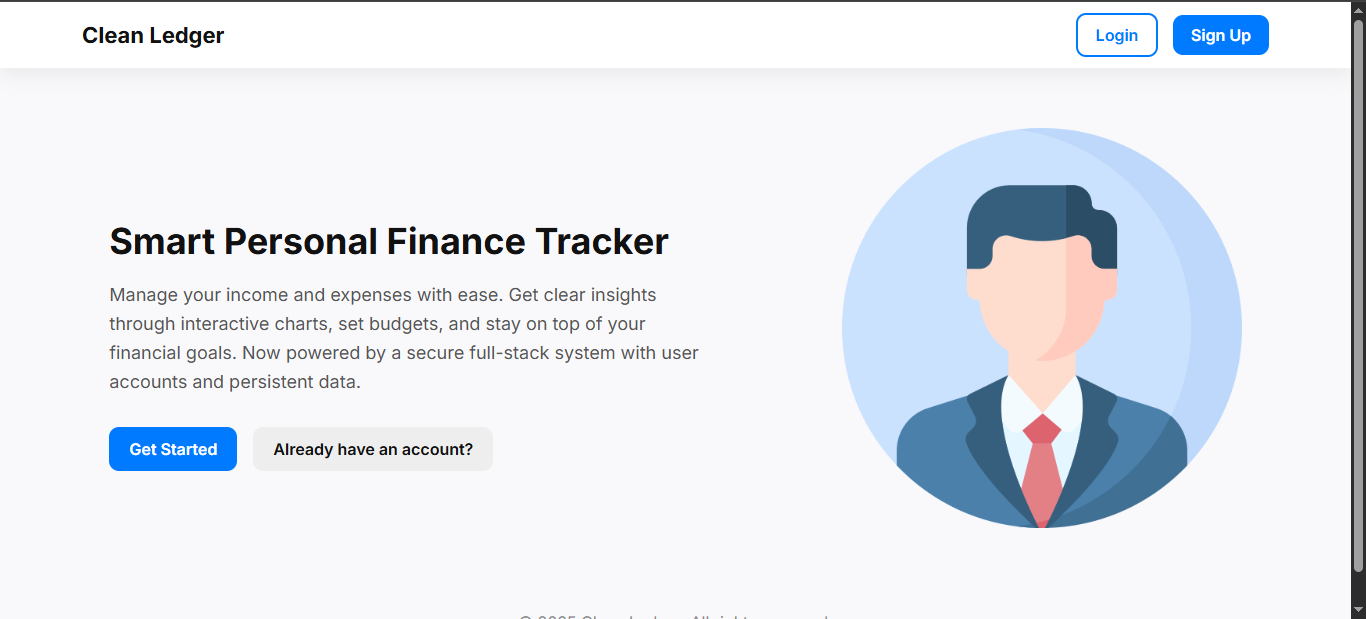 Clean Ledger
Login
Sign Up
Smart Personal Finance Tracker
Manage your income and expenses with ease. Get clear insights
through interactive charts, set budgets, and stay on top of your
financial goals. Now powered by a secure full-stack system with user
accounts and persistent data.
Get Started
Already have an account?